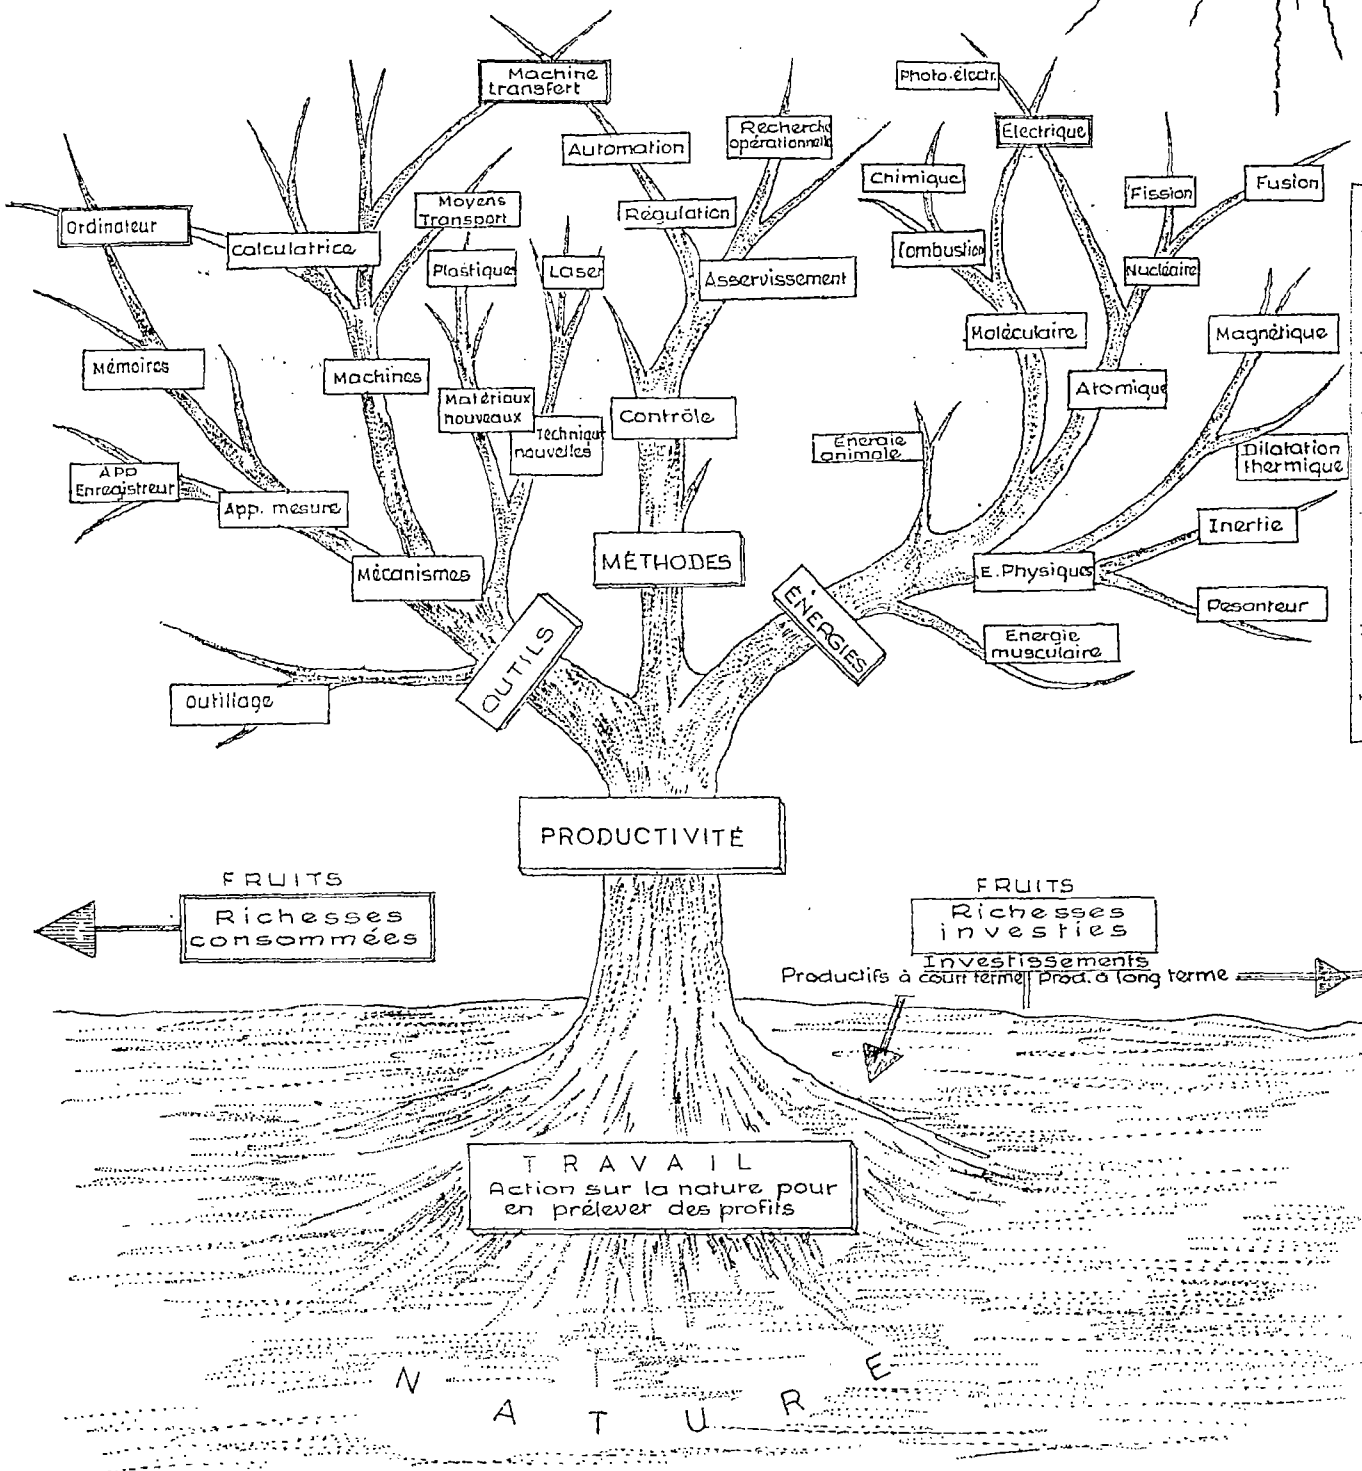 Machine
transfert
Photo-électr.
Électrique
Recherche
opérationnelle
Automation
Chimique
Fission
Fusion
Moyens
Transport
Régulation
Ordinateur
Calculatrice
Combustion
Plastique
Laser
Asservissement
Nucléaire
Moléculaire
Magnétique
Mémoires
Machines
Atomique
Matériaux
nouveaux
Contrôle
Techniqu
nouvelles
Energie
animale
Dilatation
thermique
App
Enregistreur
App. mesure
Inertie
MÉTHODES
Mécanismes
E. Physiques
Pesanteur
ÉNERGIES
Energie
musculaire
OUTILS
Outillage
PRODUCTIVITÉ
FRUITS
Richesses
consommées
FRUITS
Richesses
investies
Investissements
Productifs à court terme Prod. à long terme
TRAVAIL
Action sur la nature pour
en prélever des profits
NATURE